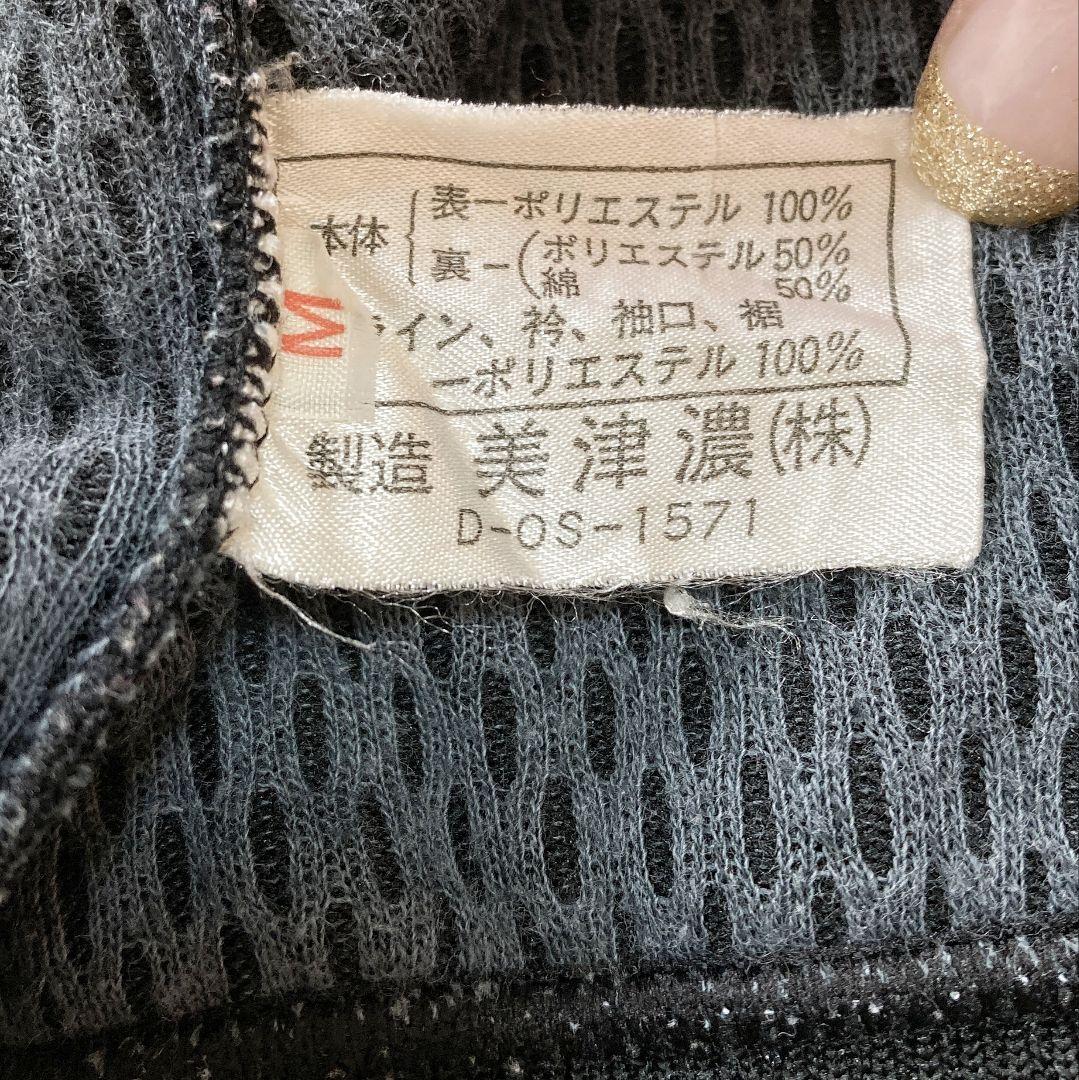 本体 表ーポリエステル 100%
裏ー(ポリエステル 50%
綿 50%
ライン、衿、袖口、裾
ーポリエステル 100%
M
製造 美津濃(株)
D-OS-1571